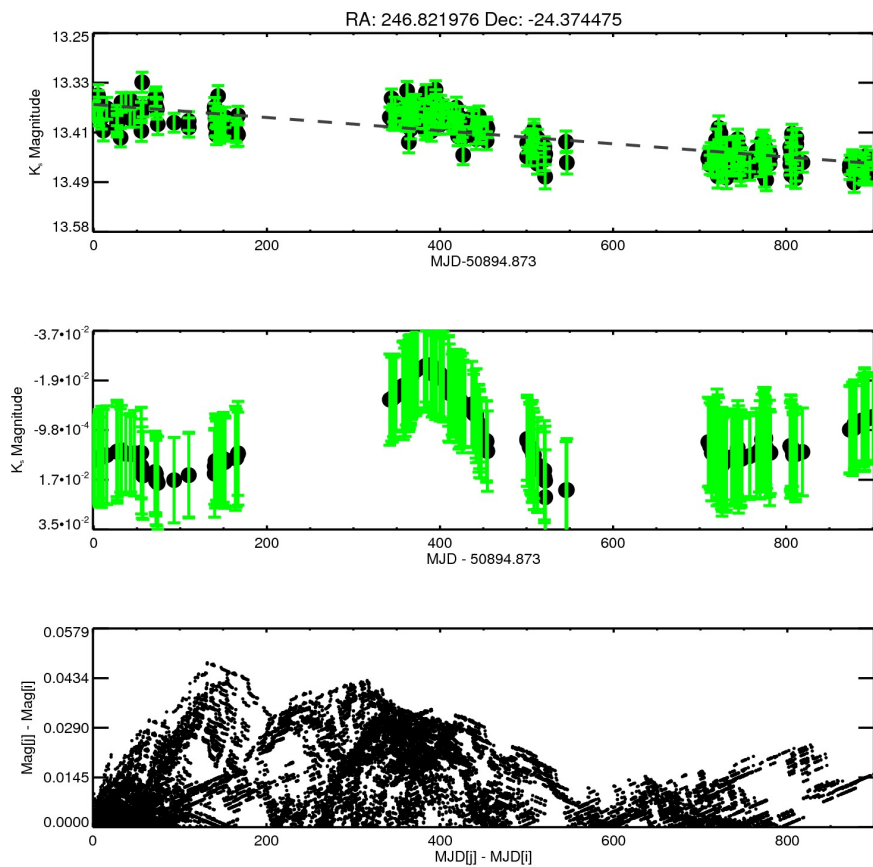 RA: 246.821976 Dec: -24.374475
13.25
13.33
13.41
13.49
13.58
Ks Magnitude
0 200 400 600 800
MJD-50894.873
-3.7•10-2
-1.9•10-2
-9.8•10-4
1.7•10-2
3.5•10-2
Ks Magnitude
0 200 400 600 800
MJD - 50894.873
0.0579
0.0434
0.0290
0.0145
0.0000
Mag[j] - Mag[i]
0 200 400 600 800
MJD[j] - MJD[i]